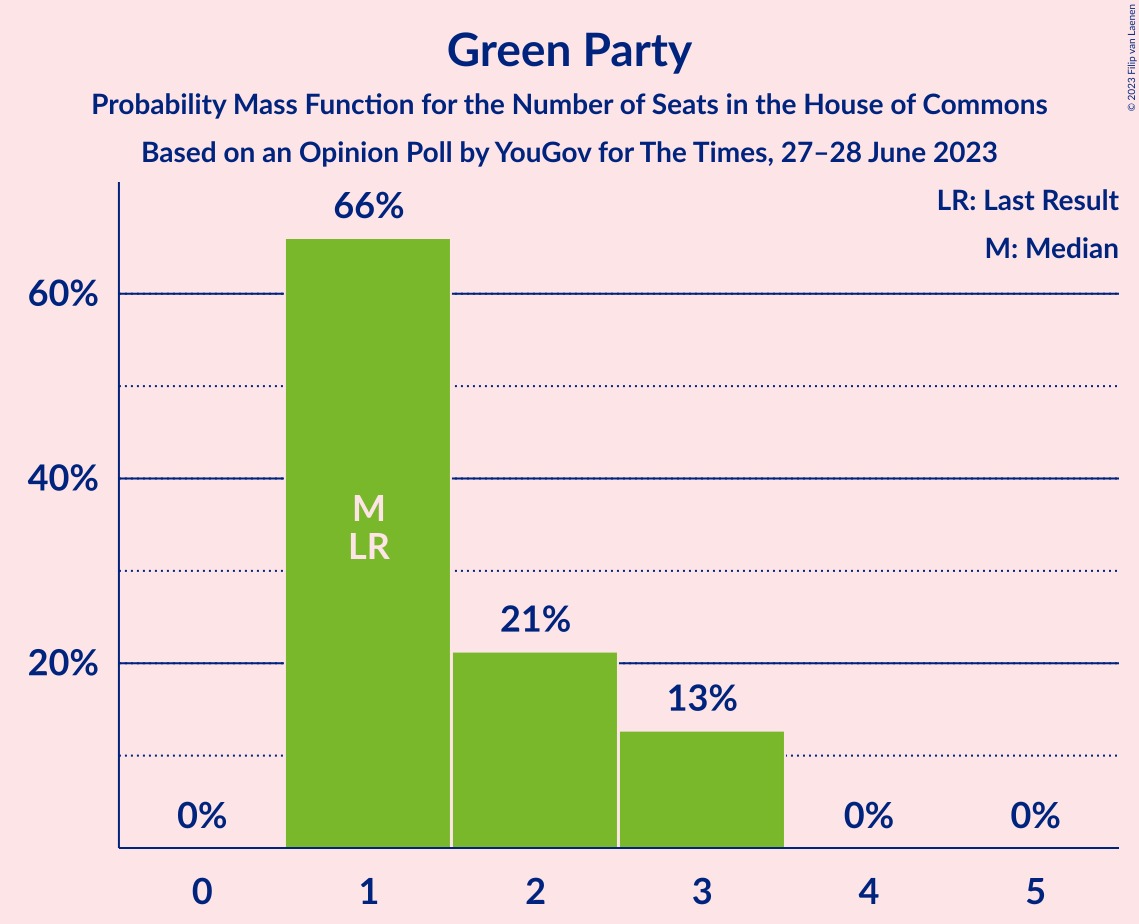 Green Party
Probability Mass Function for the Number of Seats in the House of Commons
Based on an Opinion Poll by YouGov for The Times, 27–28 June 2023
© 2023 Filip van Laenen
LR: Last Result
M: Median
66%
60%
40%
M
LR
21%
20%
13%
0%
0%
0%
0
1
2
3
4
5